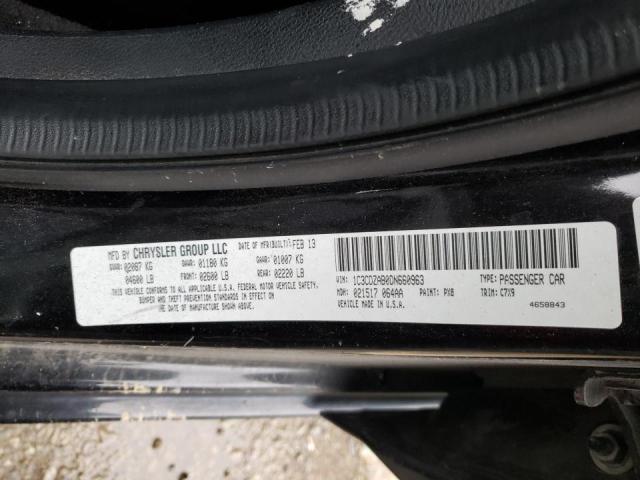 MFD BY CHRYSLER GROUP LLC DATE OF MFR(BUILT): FEB 13
GVWR: 02087 KG GAWR: 01180 KG GAWR: 01007 KG
04600 LB FRONT: 02600 LB REAR: 02220 LB
THIS VEHICLE CONFORMS TO ALL APPLICABLE U.S.A. FEDERAL MOTOR VEHICLE SAFETY,
BUMPER AND THEFT PREVENTION STANDARDS IN EFFECT ON
THE DATE OF MANUFACTURE SHOWN ABOVE.
VIN: 1C3CDZAB0DN660963 TYPE: PASSENGER CAR
MDH: 021517 064AA PAINT: PX8 TRIM: C7X9
VEHICLE MADE IN U.S.A. 4658843